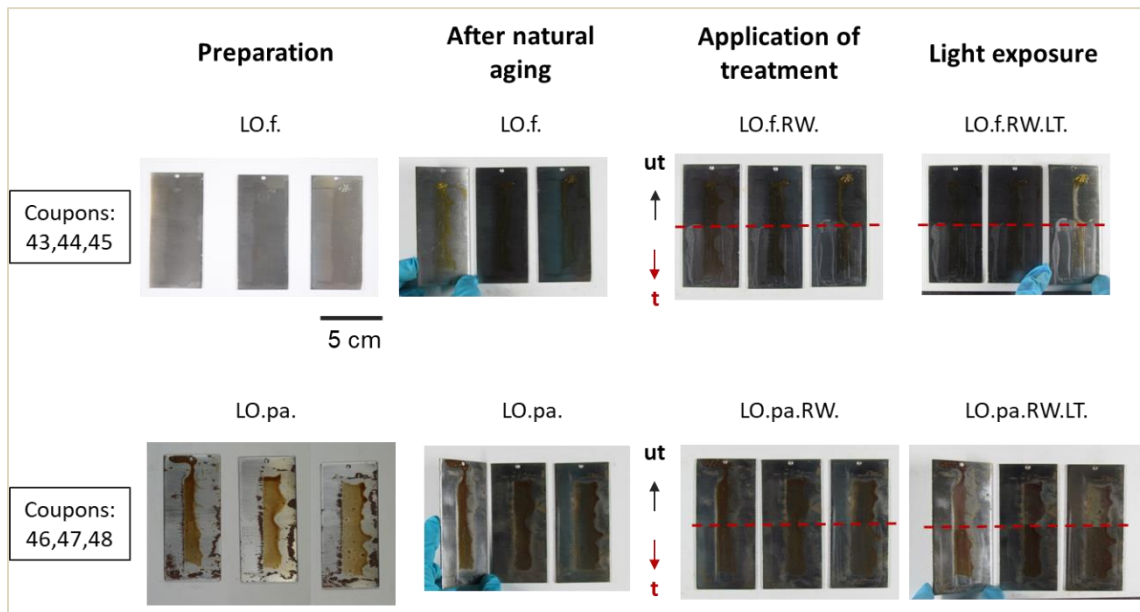 Preparation
After natural
aging
Application of
treatment
Light exposure
LO.f.
LO.f.
LO.f.RW.
LO.f.RW.LT.
Coupons:
43,44,45
ut
t
5 cm
LO.pa.
LO.pa.
LO.pa.RW.
LO.pa.RW.LT.
Coupons:
46,47,48
ut
t